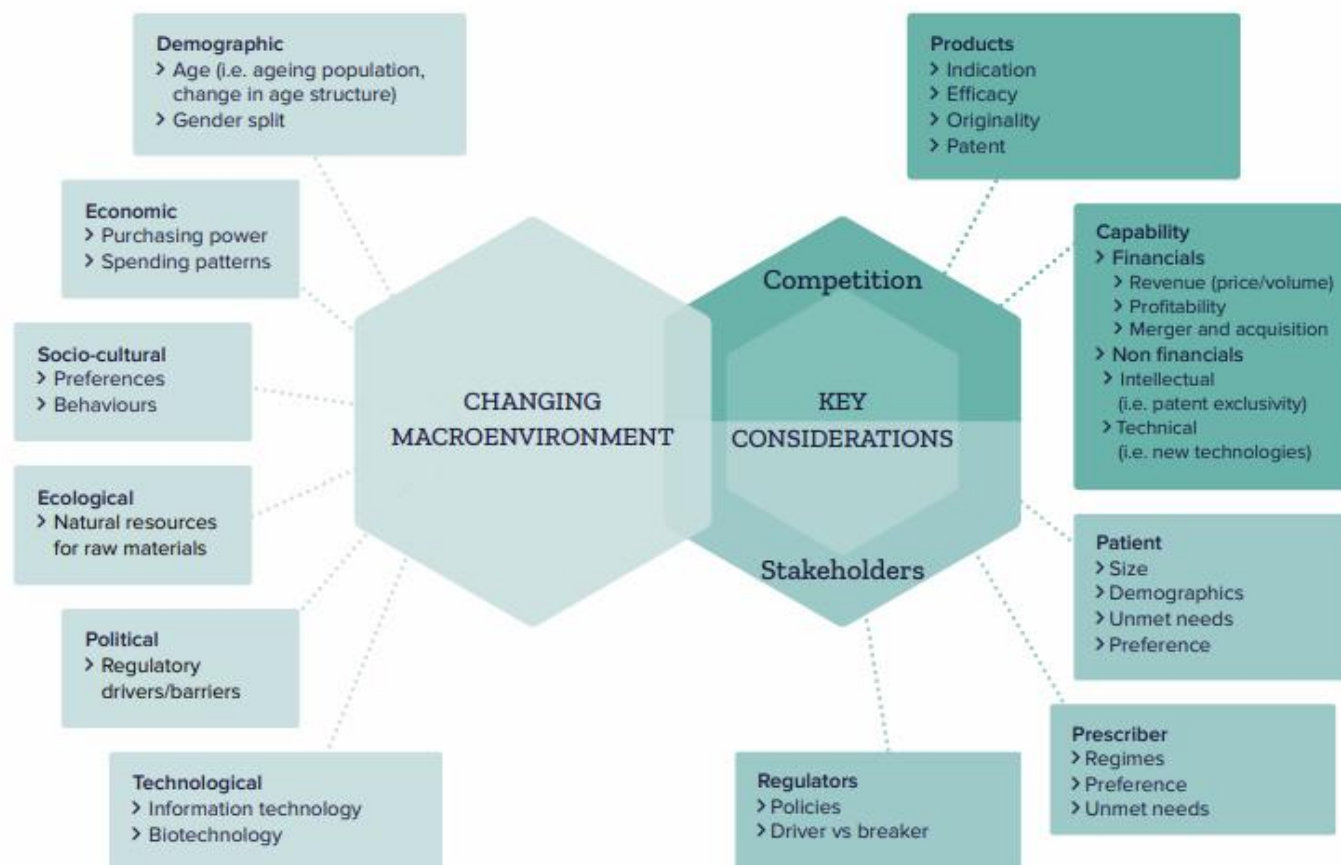 Demographic
> Age (i.e. ageing population,
change in age structure)
> Gender split
Economic
> Purchasing power
> Spending patterns
Socio-cultural
> Preferences
> Behaviours
Ecological
> Natural resources
for raw materials
Political
> Regulatory
drivers/barriers
Technological
> Information technology
> Biotechnology
CHANGING
MACROENVIRONMENT
Competition
KEY
CONSIDERATIONS
Stakeholders
Products
> Indication
> Efficacy
> Originality
> Patent
Capability
> Financials
> Revenue (price/volume)
> Profitability
> Merger and acquisition
> Non financials
> Intellectual
(i.e. patent exclusivity)
> Technical
(i.e. new technologies)
Patient
> Size
> Demographics
> Unmet needs
> Preference
Prescriber
> Regimes
> Preference
> Unmet needs
Regulators
> Policies
> Driver vs breaker